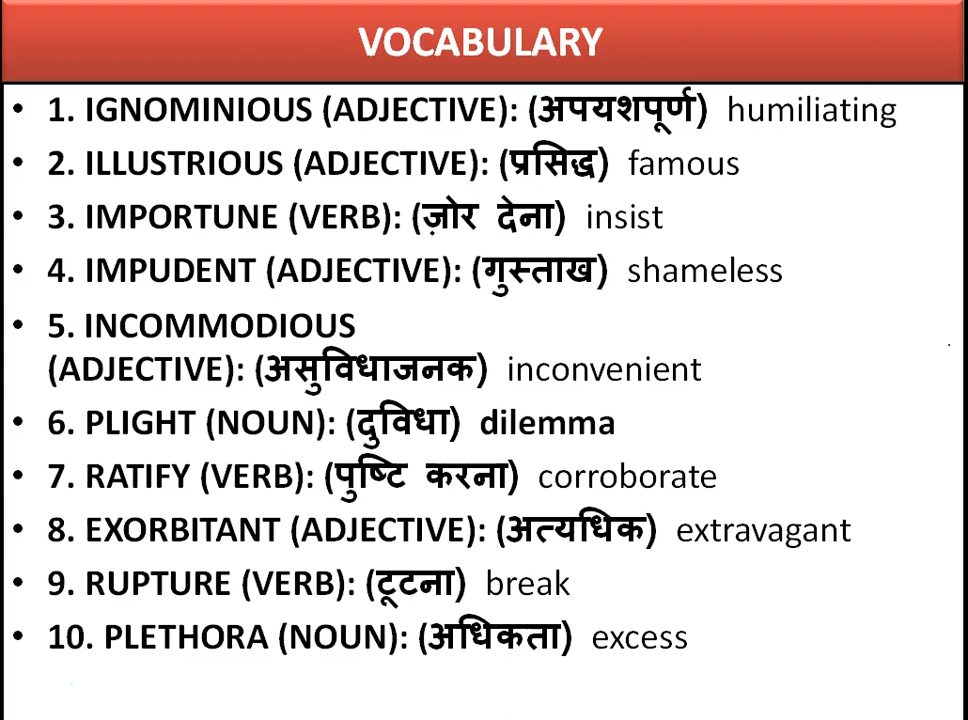 VOCABULARY
• 1. IGNOMINIOUS (ADJECTIVE): (अपयशपूर्ण) humiliating
• 2. ILLUSTRIOUS (ADJECTIVE): (प्रसिद्ध) famous
• 3. IMPORTUNE (VERB): (ज़ोर देना) insist
• 4. IMPUDENT (ADJECTIVE): (गुस्ताख) shameless
• 5. INCOMMODIOUS
(ADJECTIVE): (असुविधाजनक) inconvenient
• 6. PLIGHT (NOUN): (दुविधा) dilemma
• 7. RATIFY (VERB): (पुष्टि करना) corroborate
• 8. EXORBITANT (ADJECTIVE): (अत्यधिक) extravagant
• 9. RUPTURE (VERB): (टूटना) break
• 10. PLETHORA (NOUN): (अधिकता) excess